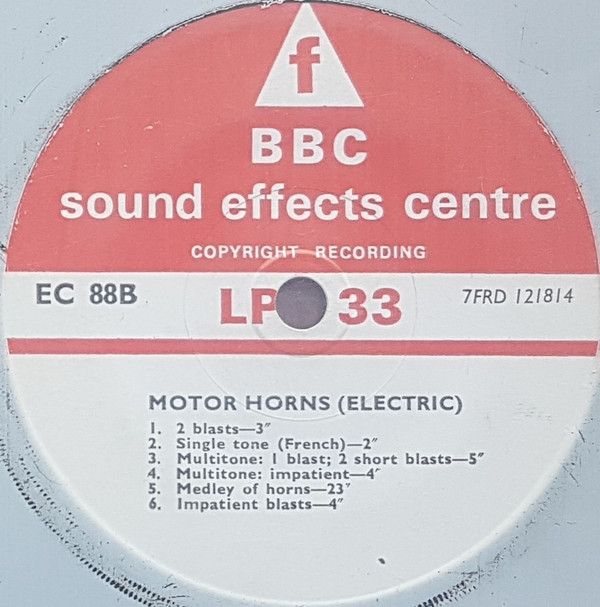 f
BBC
sound effects centre
COPYRIGHT RECORDING
EC 88B LP 33 7FRD 121814
MOTOR HORNS (ELECTRIC)
1. 2 blasts—3″
2. Single tone (French)—2″
3. Multitone: 1 blast; 2 short blasts—5″
4. Multitone: impatient—4″
5. Medley of horns—23″
6. Impatient blasts—4″